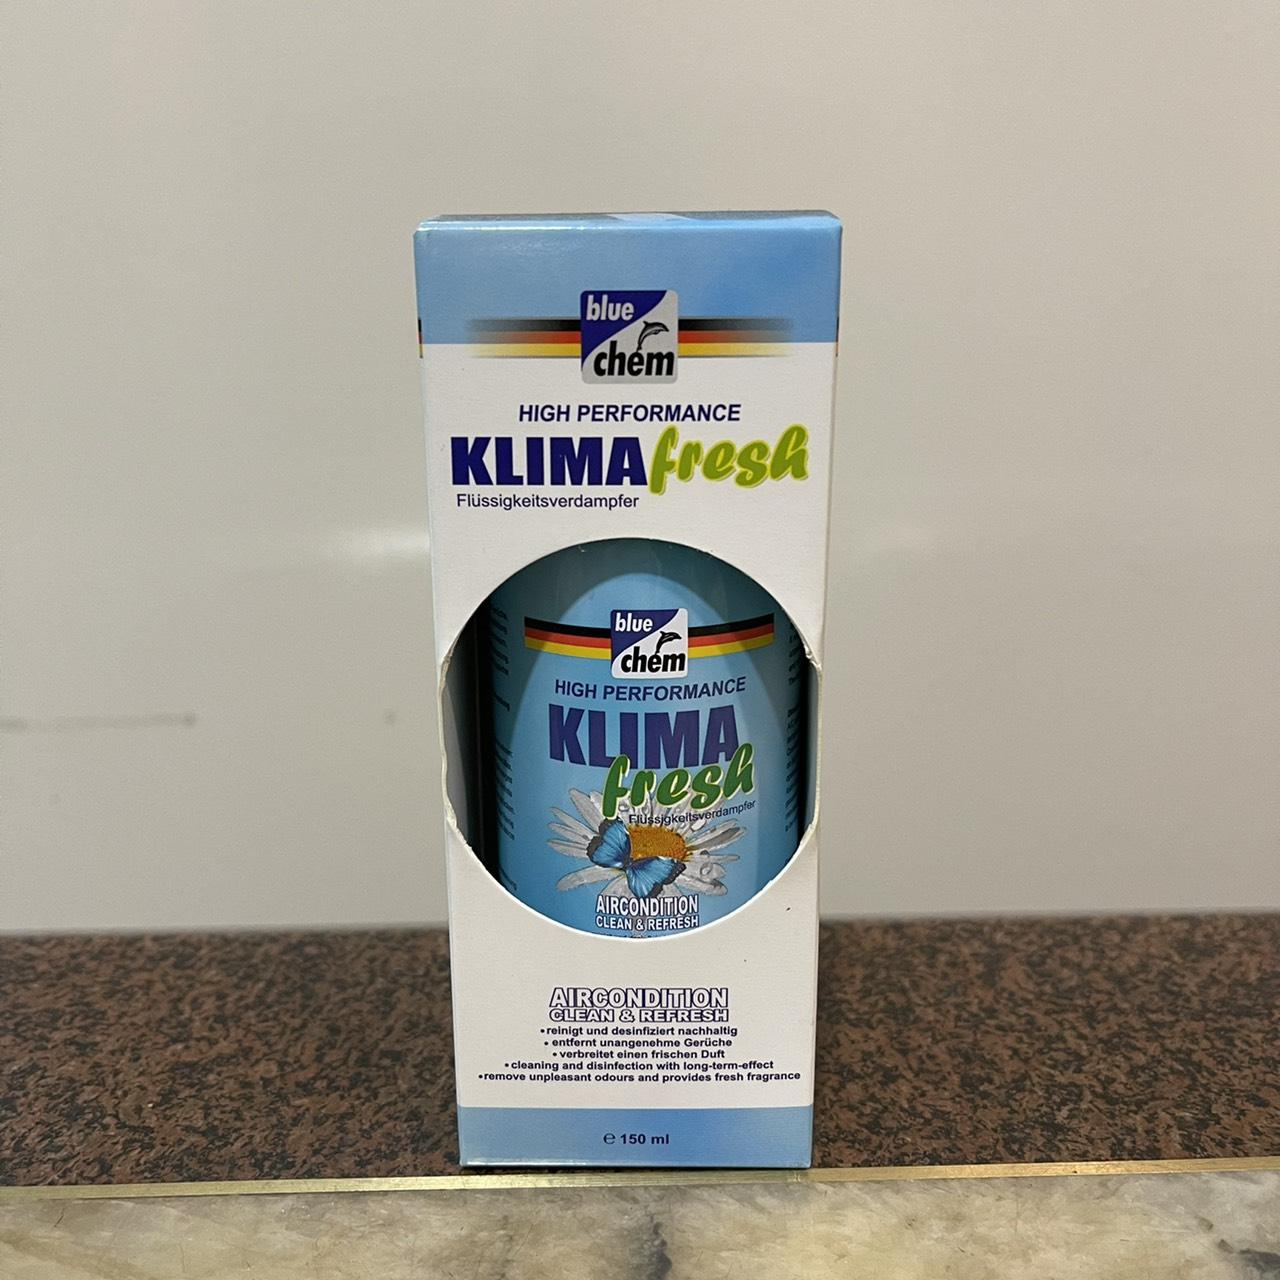 blue
chem
HIGH PERFORMANCE
KLIMAfresh
Flüssigkeitsverdampfer
blue
chem
HIGH PERFORMANCE
KLIMA
fresh
Flüssigkeitsverdampfer
AIRCONDITION
CLEAN & REFRESH
AIRCONDITION
CLEAN & REFRESH
• reinigt und desinfiziert nachhaltig
• entfernt unangenehme Gerüche
• verbreitet einen frischen Duft
• cleaning and disinfection with long-term-effect
• remove unpleasant odours and provides fresh fragrance
℮ 150 ml